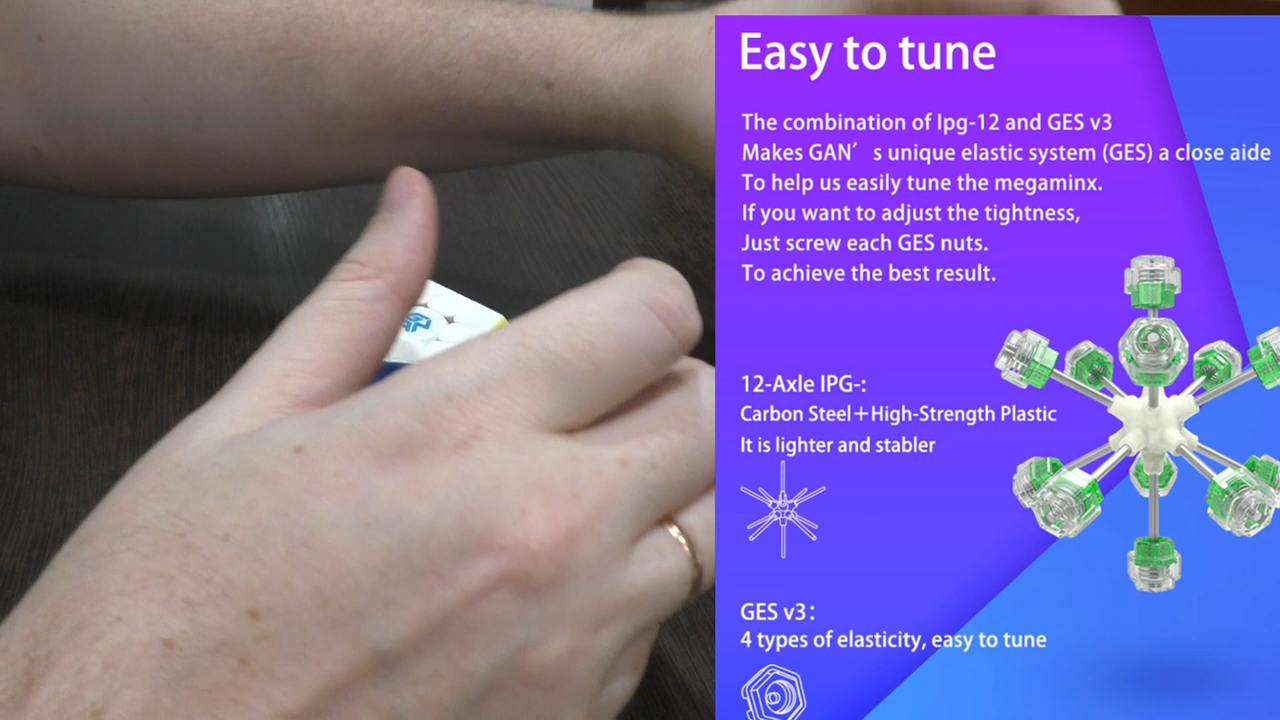 Easy to tune
The combination of Ipg-12 and GES v3
Makes GAN′ s unique elastic system (GES) a close aide
To help us easily tune the megaminx.
If you want to adjust the tightness,
Just screw each GES nuts.
To achieve the best result.
12-Axle IPG-:
Carbon Steel+High-Strength Plastic
It is lighter and stabler
GES v3:
4 types of elasticity, easy to tune